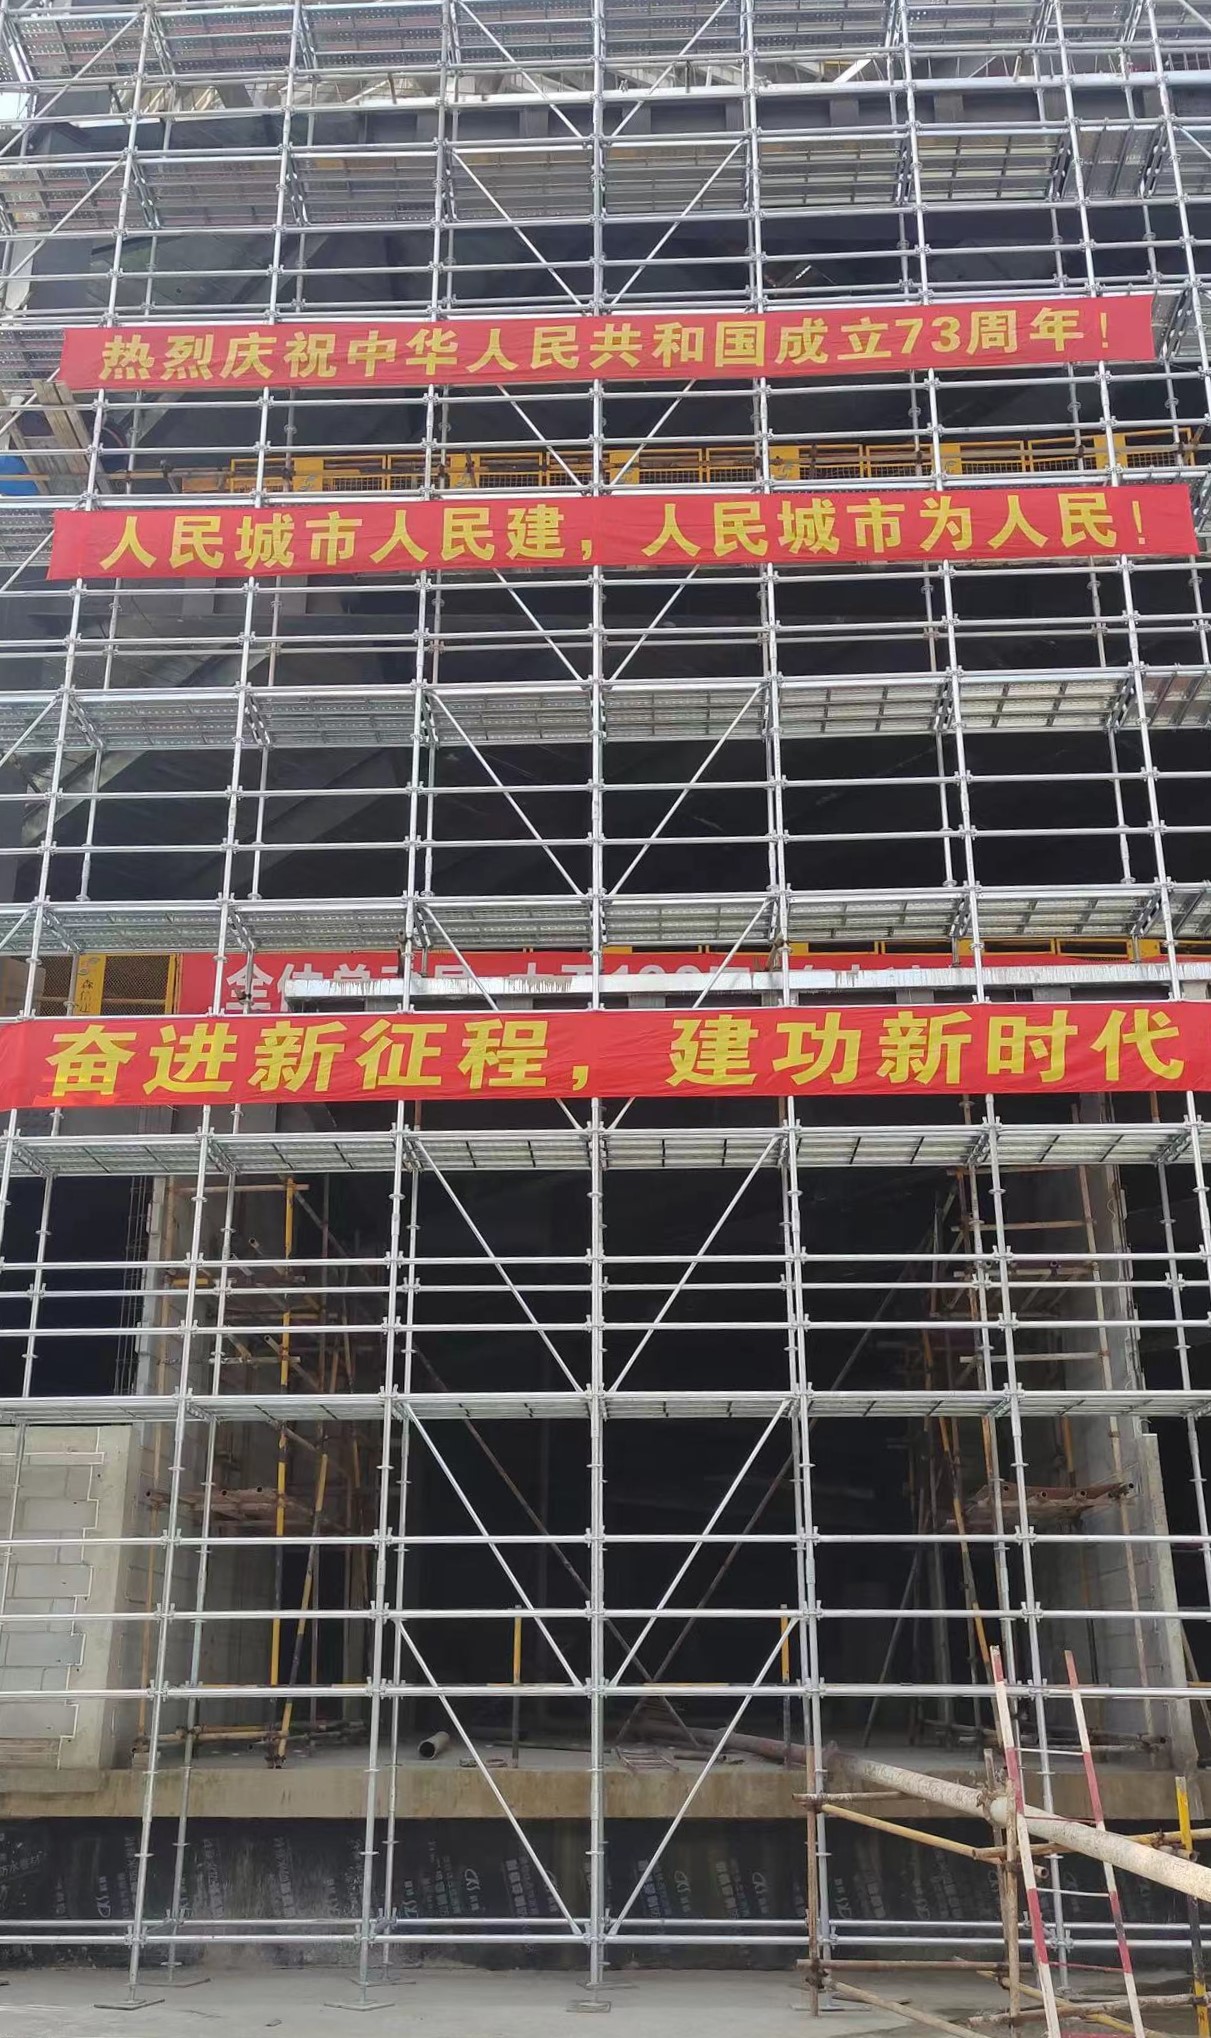 热烈庆祝中华人民共和国成立73周年！
人民城市人民建，人民城市为人民！
奋进新征程，建功新时代